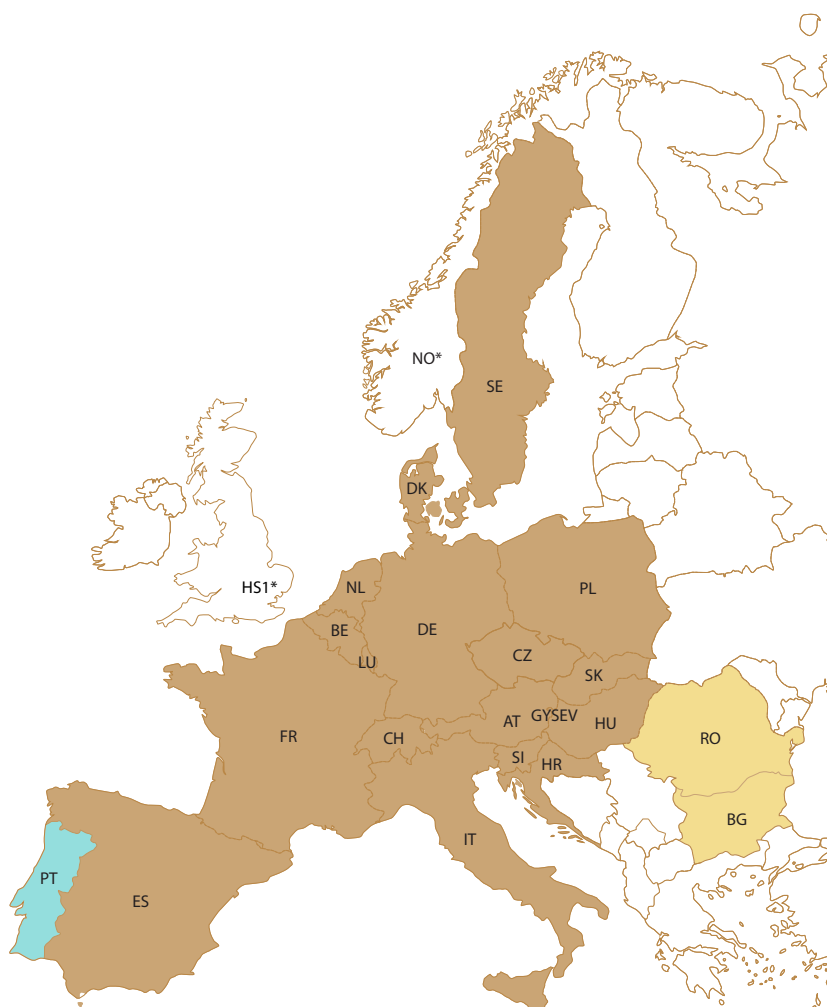 NO*
SE
DK
HS1*
NL
PL
BE
DE
LU
CZ
SK
AT
GYSEV
HU
FR
CH
RO
SI
HR
BG
IT
PT
ES